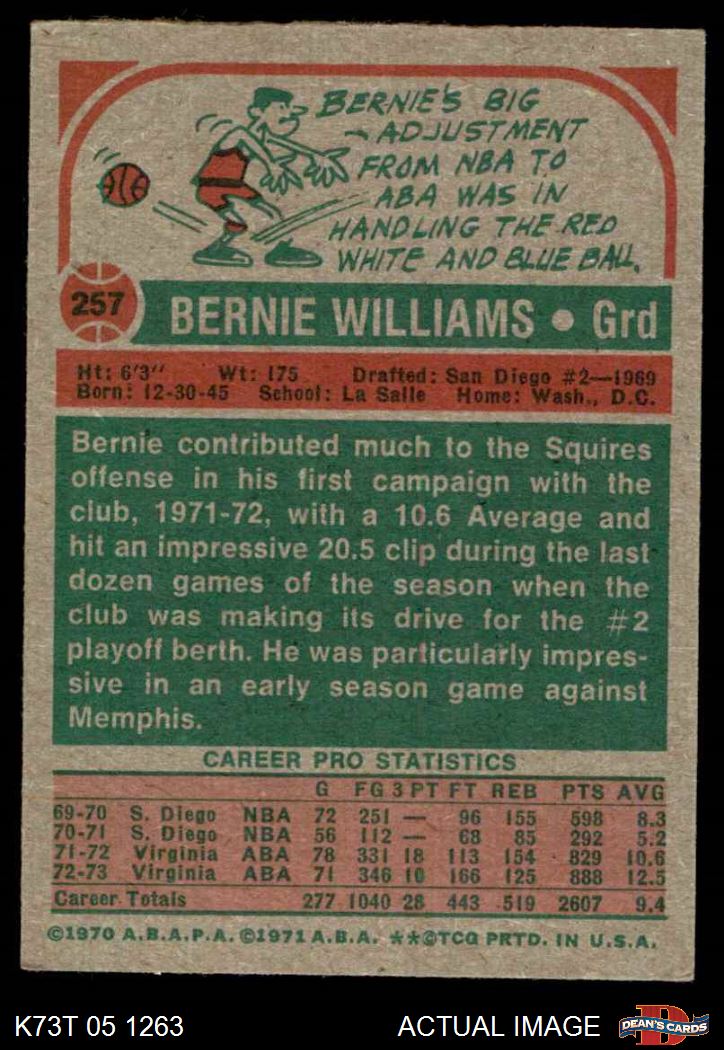 BERNIE'S BIG
ADJUSTMENT
FROM NBA TO
ABA WAS IN
HANDLING THE RED
WHITE AND BLUE BALL.
257
BERNIE WILLIAMS • Grd
Ht: 6'3" Wt: 175 Drafted: San Diego #2—1969
Born: 12-30-45 School: La Salle Home: Wash., D.C.
Bernie contributed much to the Squires
offense in his first campaign with the
club, 1971-72, with a 10.6 Average and
hit an impressive 20.5 clip during the last
dozen games of the season when the
club was making its drive for the #2
playoff berth. He was particularly impres-
sive in an early season game against
Memphis.
CAREER PRO STATISTICS
G FG 3 PT FT REB PTS AVG
69-70 S. Diego NBA 72 251 — 96 155 598 8.3
70-71 S. Diego NBA 56 112 — 68 85 292 5.2
71-72 Virginia ABA 78 331 18 113 154 829 10.6
72-73 Virginia ABA 71 346 10 166 125 888 12.5
Career Totals 277 1040 28 443 519 2607 9.4
©1970 A.B.A.P.A. ©1971 A.B.A. **©TCG PRTD. IN U.S.A.
K73T 05 1263
ACTUAL IMAGE
D
DEAN'S CARDS